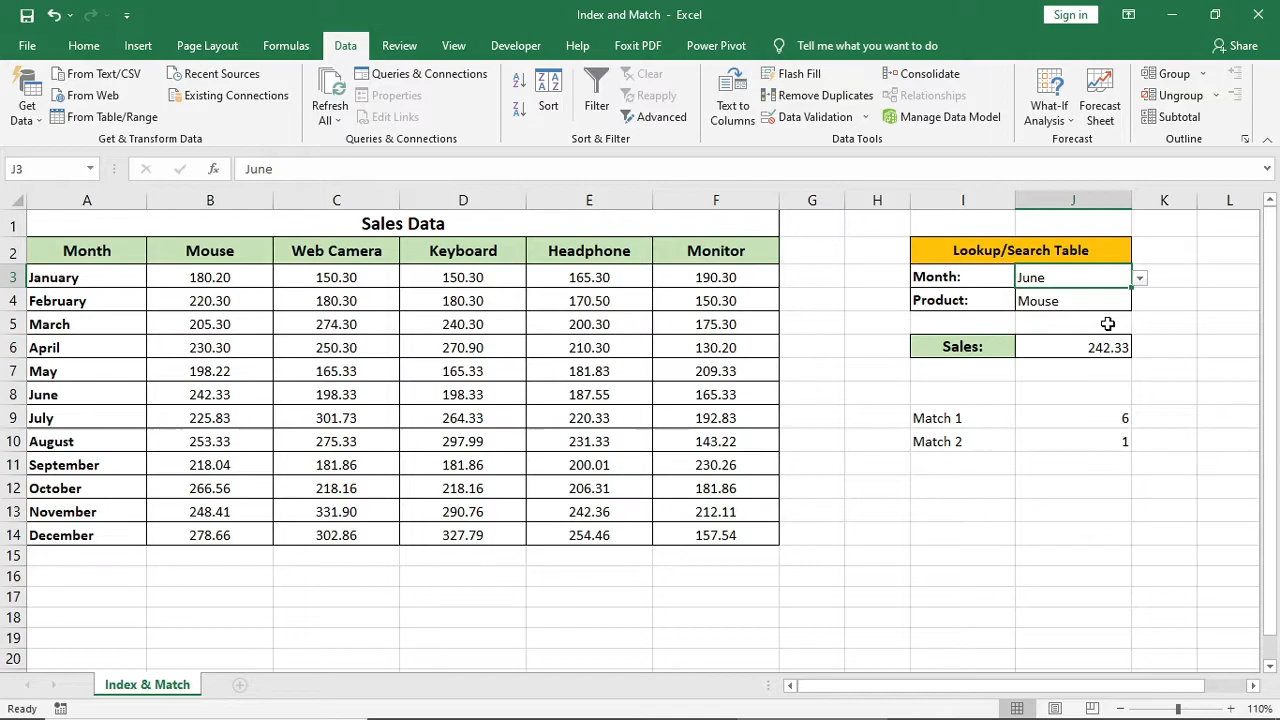 Index and Match - Excel
Sign in
File Home Insert Page Layout Formulas Data Review View Developer Help Foxit PDF Power Pivot Tell me what you want to do Share
Get Data
From Text/CSV
From Web
From Table/Range
Recent Sources
Existing Connections
Get & Transform Data
Refresh All
Queries & Connections
Properties
Edit Links
Queries & Connections
A Z
Z A
Z A A Z
Sort
Filter
Clear
Reapply
Advanced
Sort & Filter
Text to Columns
Flash Fill
Remove Duplicates
Data Validation
Consolidate
Relationships
Manage Data Model
Data Tools
What-If Analysis
Forecast Sheet
Forecast
Group
Ungroup
Subtotal
Outline
J3 fx June
A B C D E F G H I J K L
1 Sales Data
2 Month Mouse Web Camera Keyboard Headphone Monitor Lookup/Search Table
3 January 180.20 150.30 150.30 165.30 190.30 Month: June
4 February 220.30 180.30 180.30 170.50 150.30 Product: Mouse
5 March 205.30 274.30 240.30 200.30 175.30
6 April 230.30 250.30 270.90 210.30 130.20 Sales: 242.33
7 May 198.22 165.33 165.33 181.83 209.33
8 June 242.33 198.33 198.33 187.55 165.33
9 July 225.83 301.73 264.33 220.33 192.83 Match 1 6
10 August 253.33 275.33 297.99 231.33 143.22 Match 2 1
11 September 218.04 181.86 181.86 200.01 230.26
12 October 266.56 218.16 218.16 206.31 181.86
13 November 248.41 331.90 290.76 242.36 212.11
14 December 278.66 302.86 327.79 254.46 157.54
15
16
17
18
19
20
Index & Match
Ready 110%